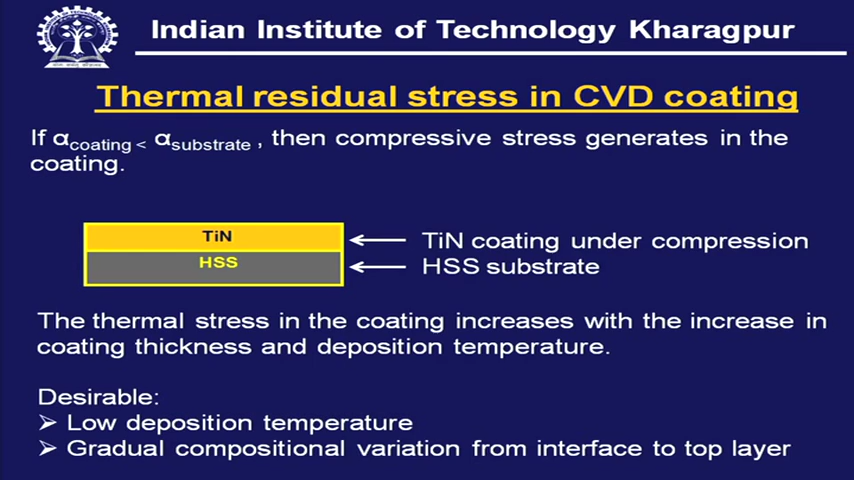 Indian Institute of Technology Kharagpur
Thermal residual stress in CVD coating
If αcoating < αsubstrate , then compressive stress generates in the
coating.
TiN
TiN coating under compression
HSS
HSS substrate
The thermal stress in the coating increases with the increase in
coating thickness and deposition temperature.
Desirable:
➢ Low deposition temperature
➢ Gradual compositional variation from interface to top layer